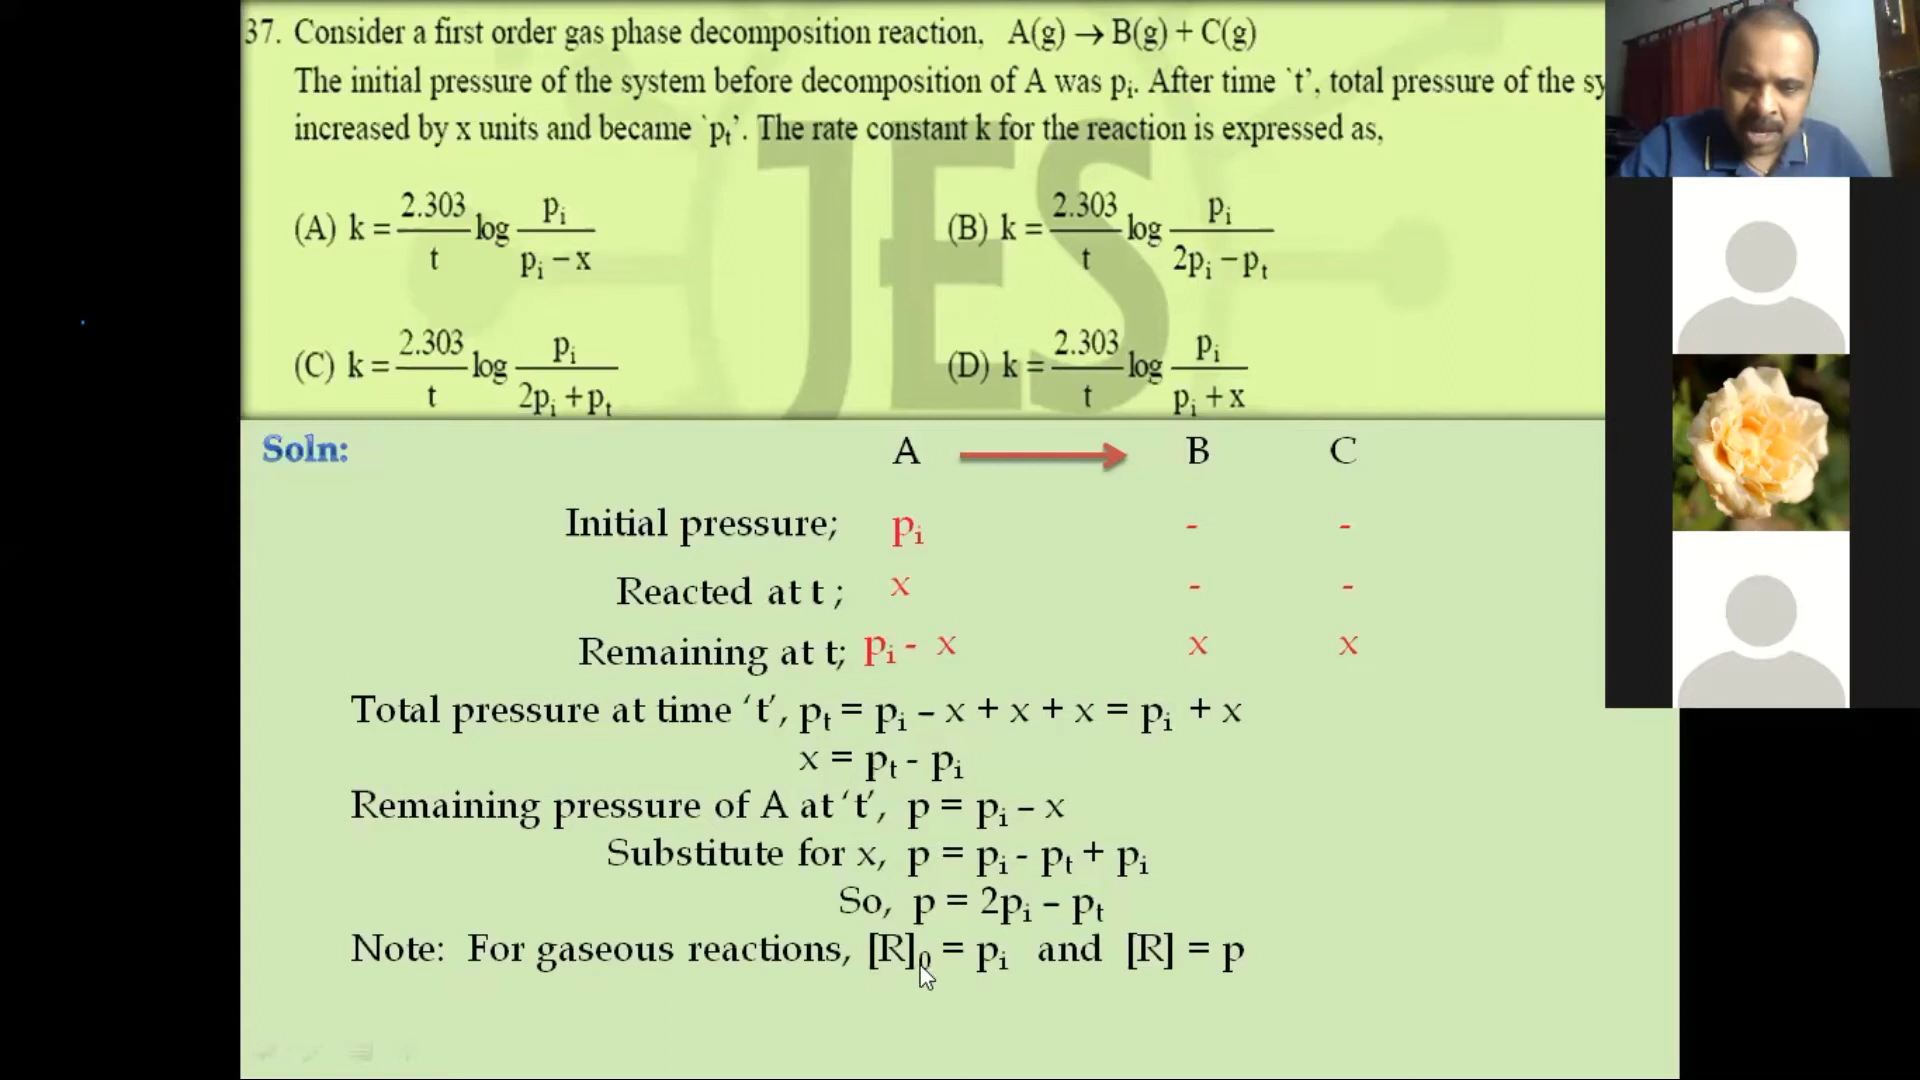 37. Consider a first order gas phase decomposition reaction, A(g) → B(g) + C(g)
The initial pressure of the system before decomposition of A was pᵢ. After time `t', total pressure of the sy
increased by x units and became `pₜ'. The rate constant k for the reaction is expressed as,
(A) k = 2.303/t log pᵢ/(pᵢ − x) (B) k = 2.303/t log pᵢ/(2pᵢ − pₜ)
(C) k = 2.303/t log pᵢ/(2pᵢ + pₜ) (D) k = 2.303/t log pᵢ/(pᵢ + x)
JES
Soln: A B C
Initial pressure; pᵢ - -
Reacted at t ; x - -
Remaining at t; pᵢ - x x x
Total pressure at time ‘t’, pₜ = pᵢ – x + x + x = pᵢ + x
x = pₜ - pᵢ
Remaining pressure of A at ‘t’, p = pᵢ – x
Substitute for x, p = pᵢ - pₜ + pᵢ
So, p = 2pᵢ – pₜ
Note: For gaseous reactions, [R]₀ = pᵢ and [R] = p